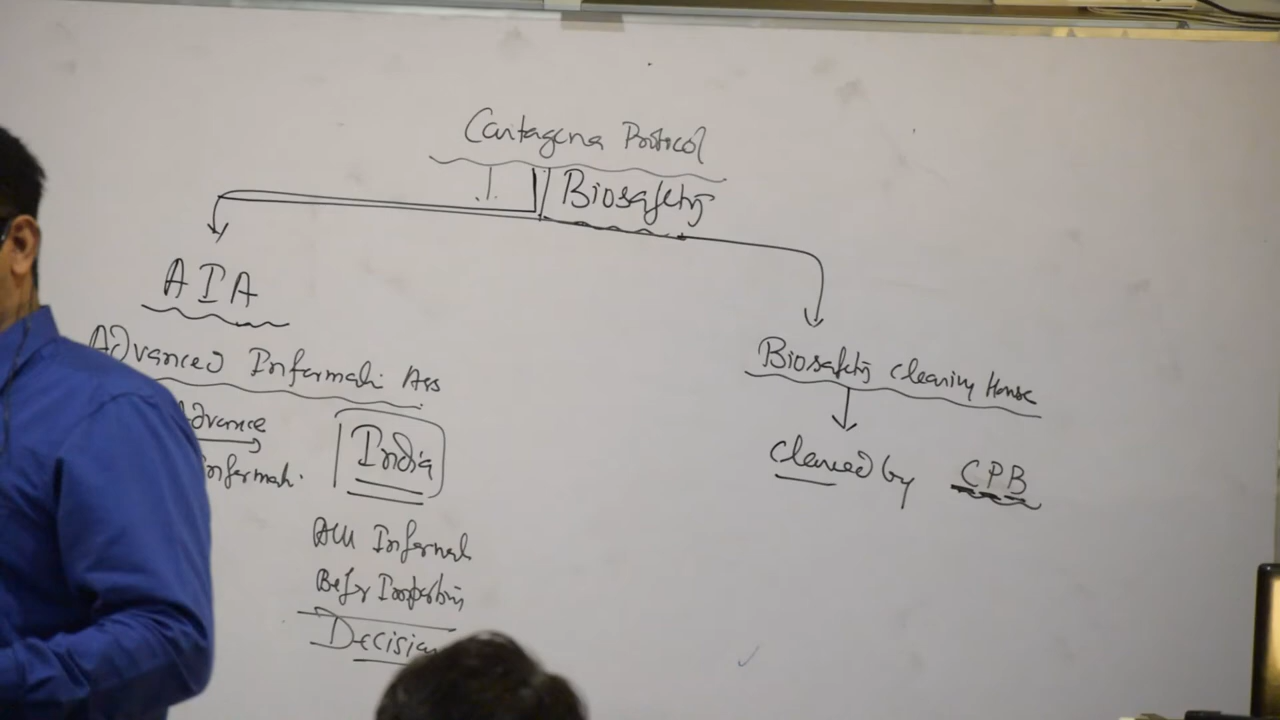 Cartagena Protocol
Biosafety
AIA
Advanced Informati Ass
Advance
informati.
India
All Informal
Befr Importing
Decision
Biosafety Clearing House
Cleared by CPB